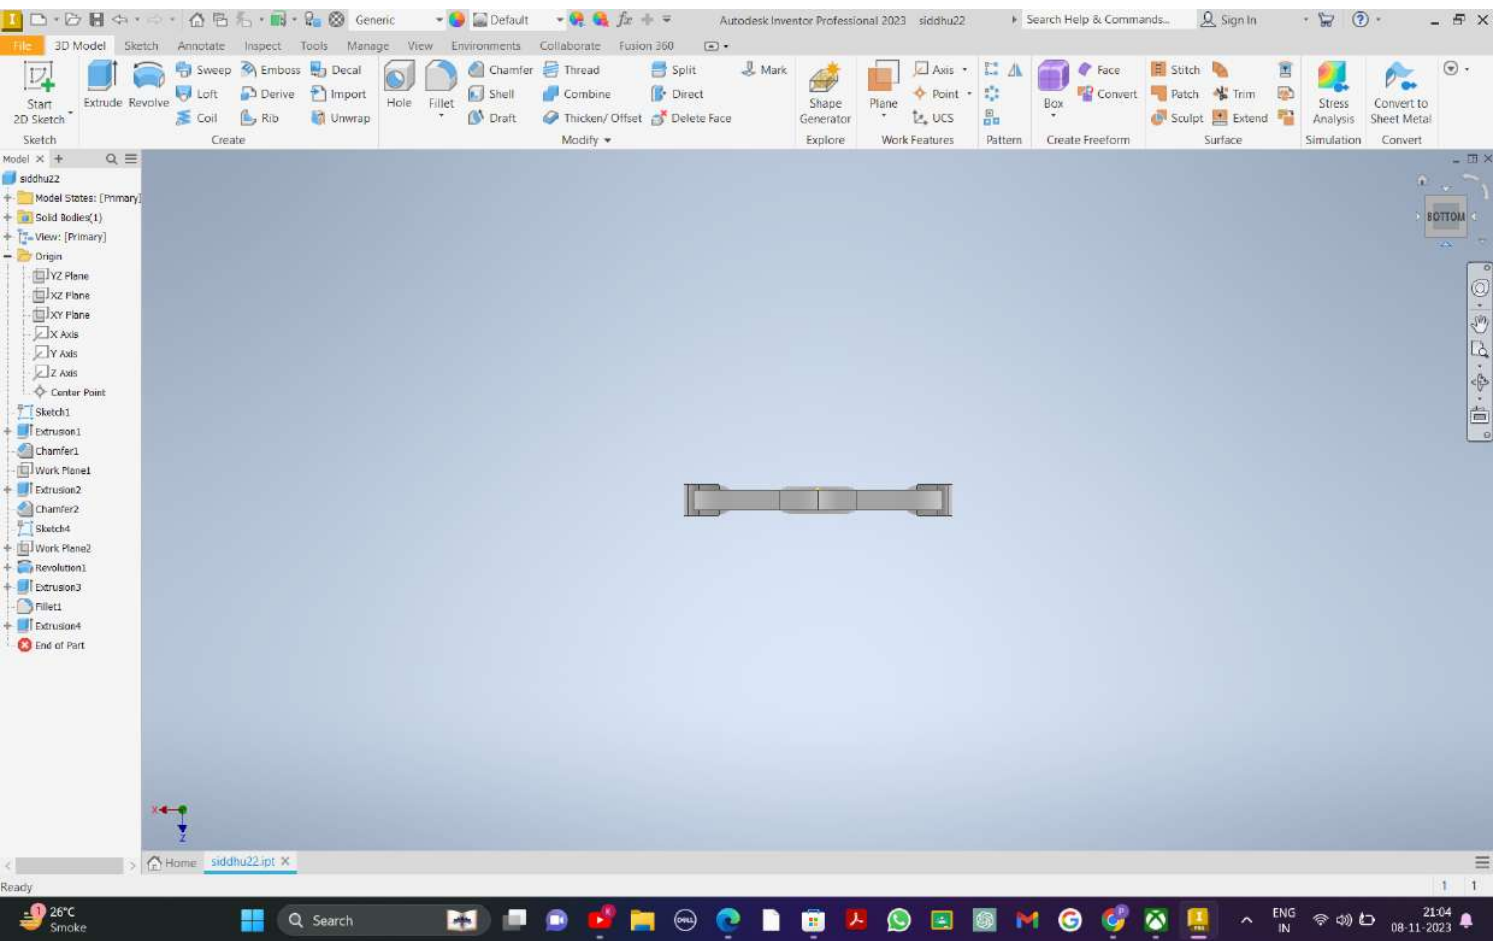 Generic
Default
fx
Autodesk Inventor Professional 2023 siddhu22
Search Help & Commands...
Sign In
File 3D Model Sketch Annotate Inspect Tools Manage View Environments Collaborate Fusion 360
Start 2D Sketch
Extrude Revolve
Sweep Emboss Decal
Loft Derive Import
Coil Rib Unwrap
Hole Fillet
Chamfer Thread Split
Shell Combine Direct
Draft Thicken/ Offset Delete Face
Mark
Shape Generator
Plane
Axis
Point
UCS
Box
Face
Convert
Stitch
Patch Trim
Sculpt Extend
Stress Analysis
Convert to Sheet Metal
Sketch Create Modify Explore Work Features Pattern Create Freeform Surface Simulation Convert
Model
siddhu22
Model States: [Primary]
Solid Bodies(1)
View: [Primary]
Origin
YZ Plane
XZ Plane
XY Plane
X Axis
Y Axis
Z Axis
Center Point
Sketch1
Extrusion1
Chamfer1
Work Plane1
Extrusion2
Chamfer2
Sketch4
Work Plane2
Revolution1
Extrusion3
Fillet1
Extrusion4
End of Part
BOTTOM
X
Z
Home siddhu22.ipt
Ready
1 1
1
26°C
Smoke
Search
DELL
K
P
ENG
IN
21:04
08-11-2023